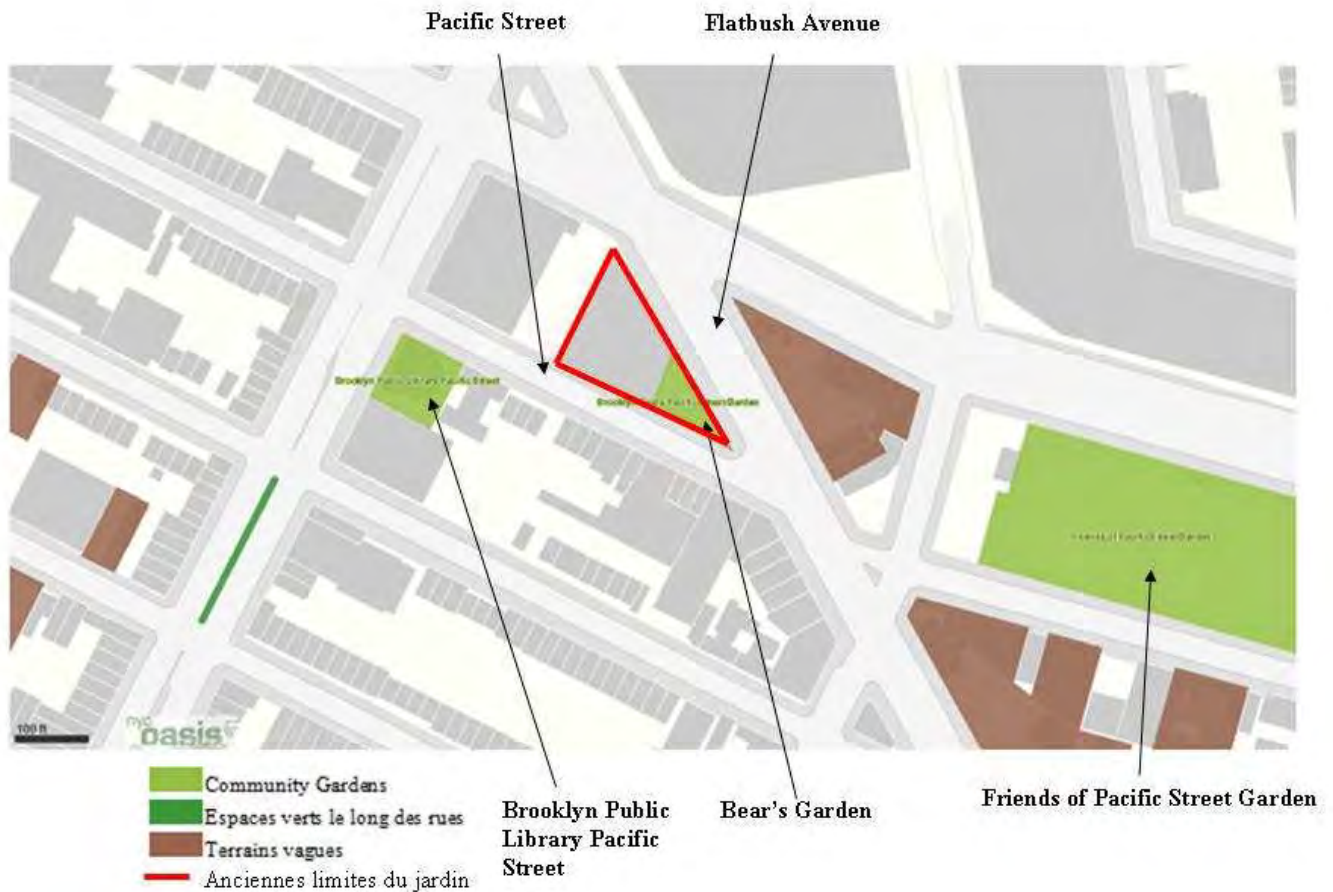 Pacific Street
Flatbush Avenue
Brooklyn Public Library Pacific Street
100 ft
nyc
oasis
Community Gardens
Espaces verts le long des rues
Terrains vagues
Anciennes limites du jardin
Brooklyn Public
Library Pacific
Street
Bear's Garden
Friends of Pacific Street Garden